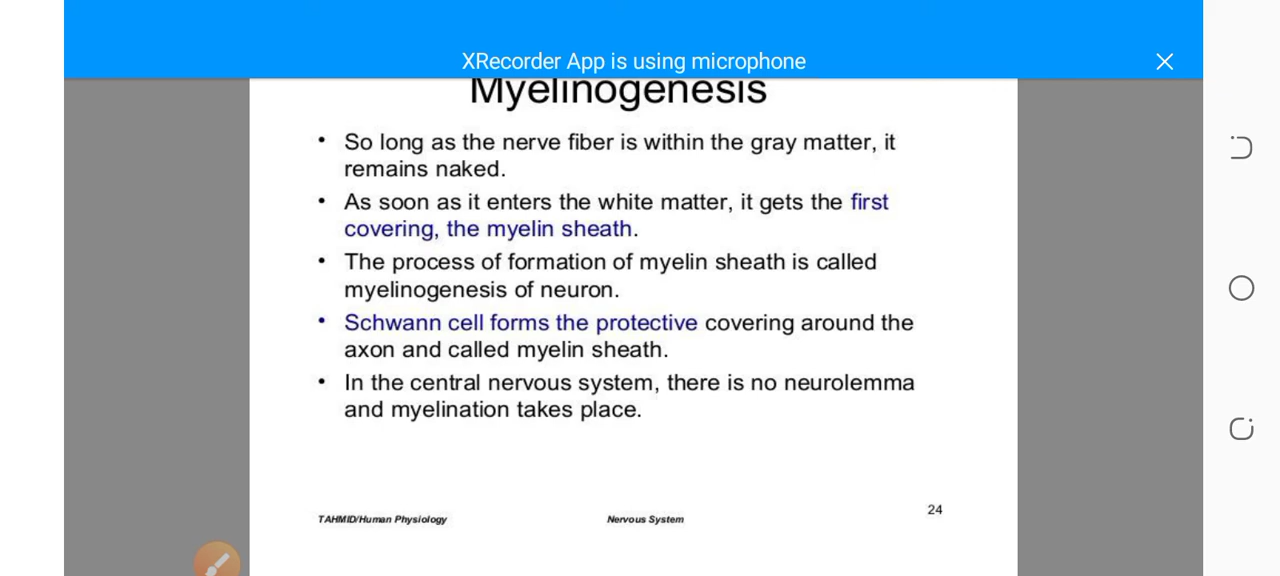 XRecorder App is using microphone
Myelinogenesis
• So long as the nerve fiber is within the gray matter, it
remains naked.
• As soon as it enters the white matter, it gets the first
covering, the myelin sheath.
• The process of formation of myelin sheath is called
myelinogenesis of neuron.
• Schwann cell forms the protective covering around the
axon and called myelin sheath.
• In the central nervous system, there is no neurolemma
and myelination takes place.
TAHMID/Human Physiology
Nervous System
24